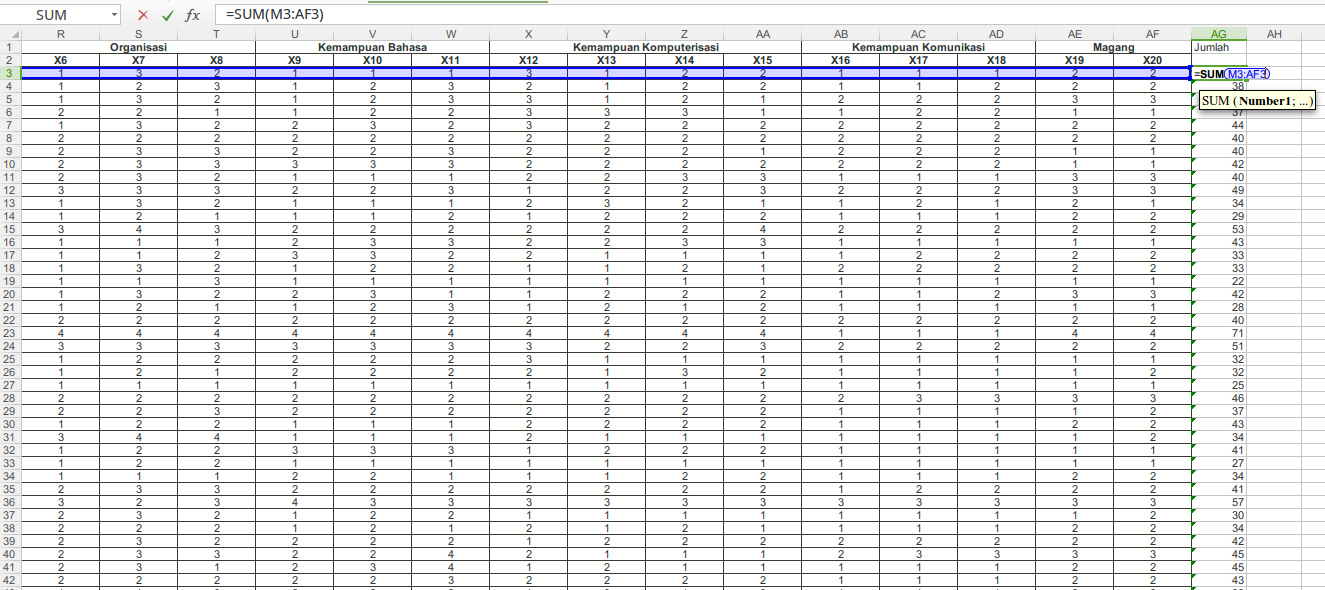 SUM fx =SUM(M3:AF3)
R S T U V W X Y Z AA AB AC AD AE AF AG AH
1 Organisasi Kemampuan Bahasa Kemampuan Komputerisasi Kemampuan Komunikasi Magang Jumlah
2 X6 X7 X8 X9 X10 X11 X12 X13 X14 X15 X16 X17 X18 X19 X20
3 1 3 2 1 1 1 3 1 2 2 1 1 1 2 2 =SUM(M3:AF3)
4 1 2 3 1 2 3 2 1 2 2 1 1 2 2 2 38
5 1 3 2 1 2 3 3 1 2 1 2 2 2 3 3
SUM ( Number1; ...)
6 2 2 1 1 2 2 3 3 3 1 1 2 2 1 1 37
7 1 3 2 2 3 2 3 2 2 2 2 2 2 2 2 44
8 2 2 2 2 2 2 2 2 2 2 2 2 2 2 2 40
9 2 3 3 2 2 3 2 2 2 1 2 2 2 1 1 40
10 2 3 3 3 3 3 2 2 2 2 2 2 2 1 1 42
11 2 3 2 1 1 1 2 2 3 3 1 1 1 3 3 40
12 3 3 3 2 2 3 1 2 2 3 2 2 2 3 3 49
13 1 3 2 1 1 1 2 3 2 1 1 2 1 2 1 34
14 1 2 1 1 1 2 1 2 2 2 1 1 1 2 2 29
15 3 4 3 2 2 2 2 2 2 4 2 2 2 2 2 53
16 1 1 1 2 3 3 2 2 3 3 1 1 1 1 1 43
17 1 1 2 3 3 2 2 1 1 1 1 2 2 2 2 33
18 1 3 2 1 2 2 1 1 2 1 2 2 2 2 2 33
19 1 1 3 1 1 1 1 1 1 1 1 1 1 1 1 22
20 1 3 2 2 3 1 1 2 2 2 1 1 2 3 3 42
21 1 2 1 1 2 3 1 2 1 2 1 1 1 1 1 28
22 2 2 2 2 2 2 2 2 2 2 2 2 2 2 2 40
23 4 4 4 4 4 4 4 4 4 4 1 1 1 4 4 71
24 3 3 3 3 3 3 3 2 2 3 2 2 2 2 2 51
25 1 2 2 2 2 2 3 1 1 1 1 1 1 1 1 32
26 1 2 1 2 2 2 2 1 3 2 1 1 1 1 2 32
27 1 1 1 1 1 1 1 1 1 1 1 1 1 1 1 25
28 2 2 2 2 2 2 2 2 2 2 2 3 3 3 3 46
29 2 2 3 2 2 2 2 2 2 2 1 1 1 1 2 37
30 1 2 2 1 1 1 2 2 2 2 1 1 1 2 2 43
31 3 4 4 1 1 1 2 1 1 1 1 1 1 1 2 34
32 1 2 2 3 3 3 1 2 2 2 1 1 1 1 1 41
33 1 2 2 1 1 1 1 1 1 1 1 1 1 1 1 27
34 1 1 1 2 2 1 1 1 2 2 1 1 1 2 2 34
35 2 3 3 2 2 2 2 2 2 2 1 2 2 2 2 41
36 3 2 3 4 3 3 3 3 3 3 3 3 3 3 3 57
37 2 3 2 1 2 2 1 1 1 1 1 1 1 1 2 30
38 2 2 2 1 2 1 2 1 2 1 1 1 1 2 2 34
39 2 3 2 2 2 2 1 2 2 2 1 1 1 2 2 42
40 2 3 3 2 2 4 2 1 1 1 2 3 3 3 3 45
41 2 3 1 2 3 4 1 2 1 1 1 1 1 2 2 45
42 2 2 2 2 2 3 2 2 2 2 1 1 1 2 2 43